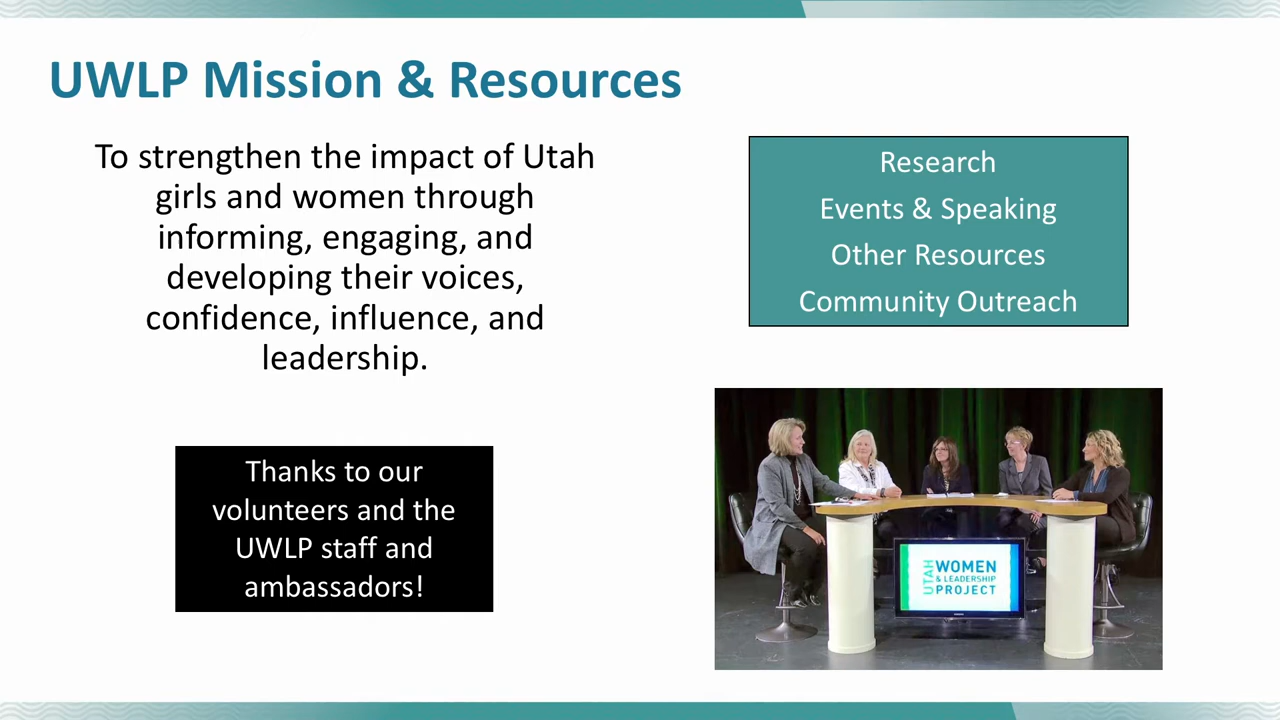 UWLP Mission & Resources
To strengthen the impact of Utah
girls and women through
informing, engaging, and
developing their voices,
confidence, influence, and
leadership.
Research
Events & Speaking
Other Resources
Community Outreach
Thanks to our
volunteers and the
UWLP staff and
ambassadors!
UTAH
WOMEN
& LEADERSHIP
PROJECT